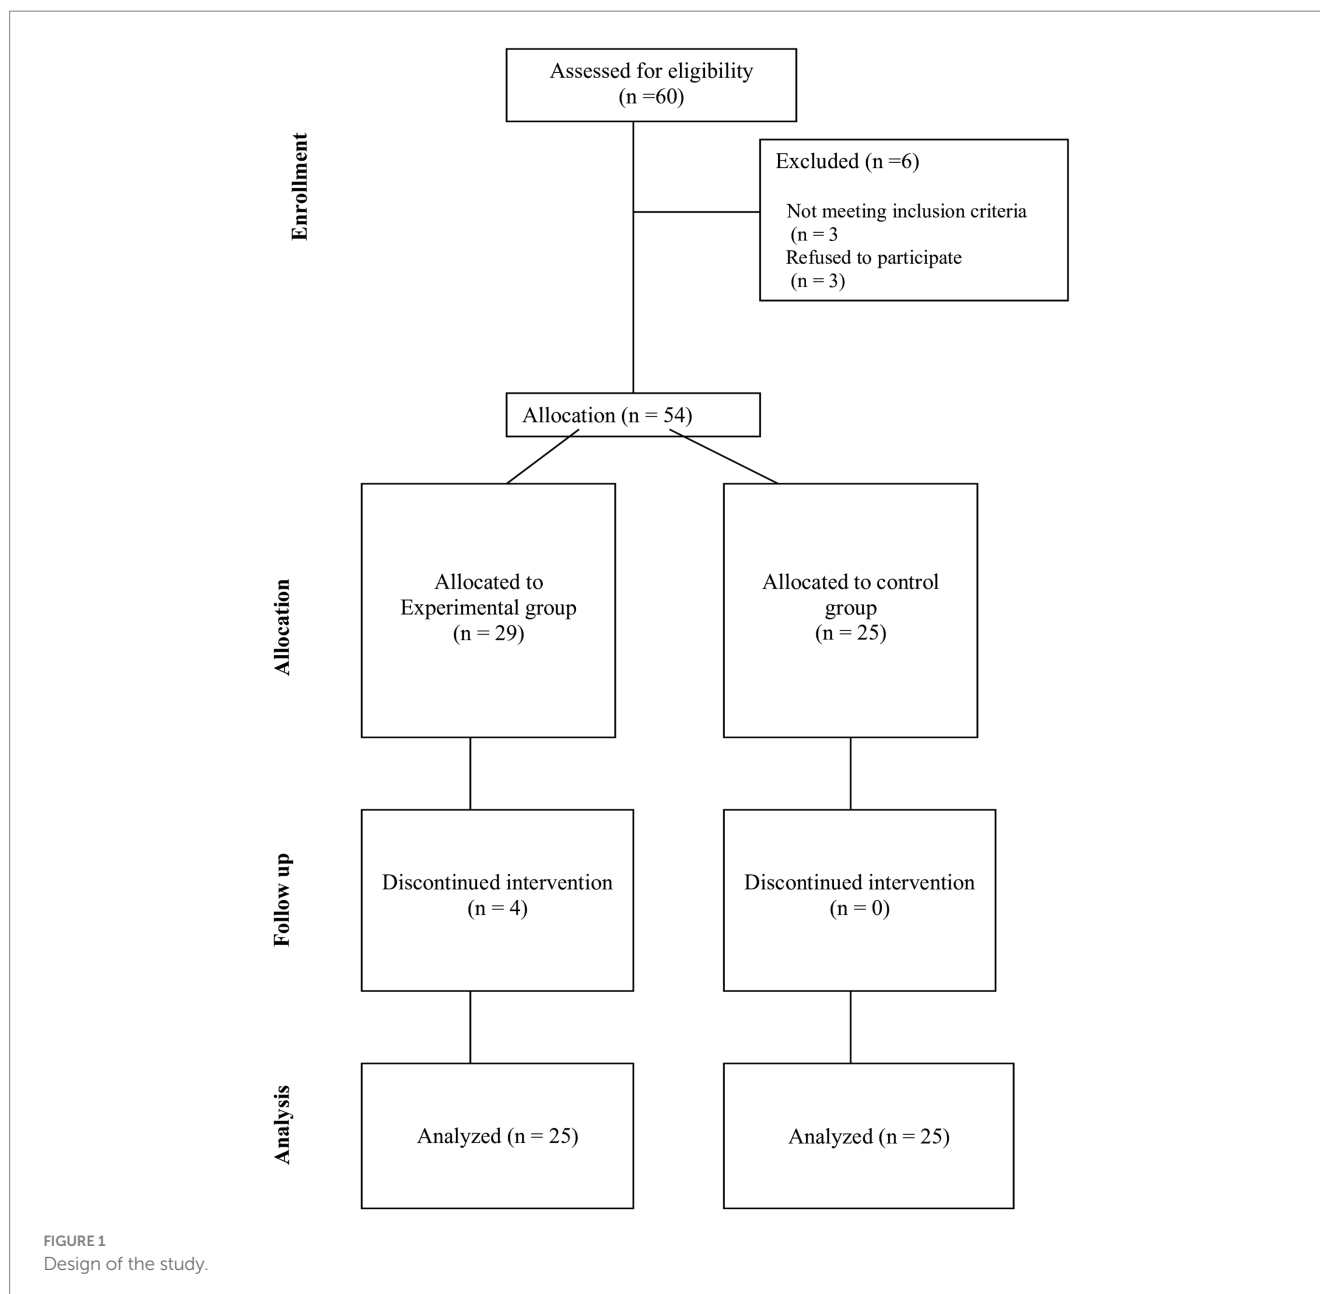 Assessed for eligibility
(n =60)
Enrollment
Excluded (n =6)
Not meeting inclusion criteria
(n = 3
Refused to participate
(n = 3)
Allocation (n = 54)
Allocation
Allocated to
Experimental group
(n = 29)
Allocated to control
group
(n = 25)
Follow up
Discontinued intervention
(n = 4)
Discontinued intervention
(n = 0)
Analysis
Analyzed (n = 25)
Analyzed (n = 25)
FIGURE 1
Design of the study.